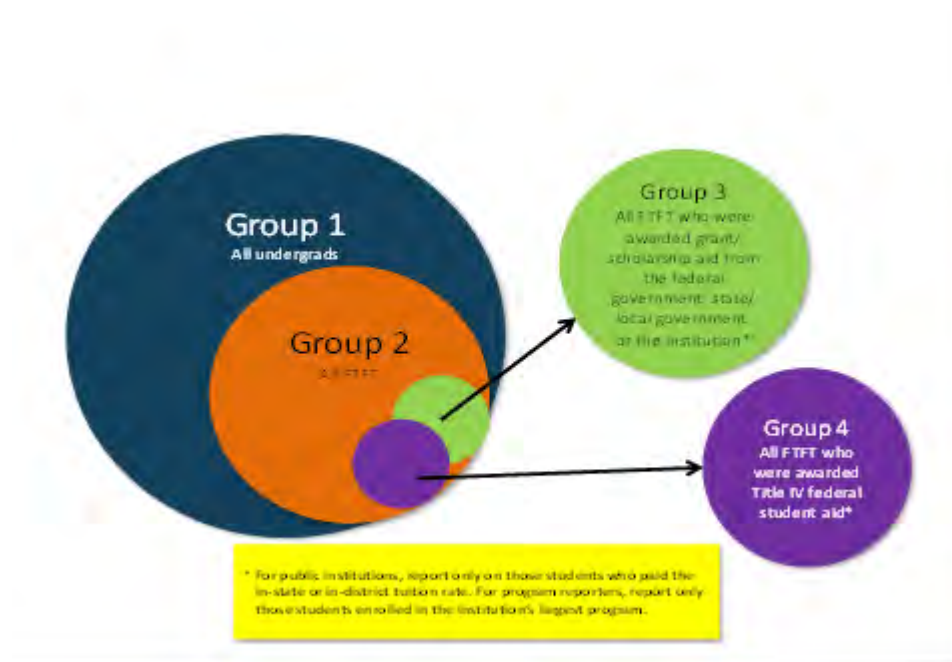 Group 1
All undergrads
Group 2
All FTFT
Group 3
All FTFT who were
awarded grant/
scholarship aid from
the federal
government, state/
local government
or the institution*
Group 4
All FTFT who
were awarded
Title IV federal
student aid*
* For public institutions, report only on those students who paid the
in-state or in-district tuition rate. For program reporters, report only
those students enrolled in the institution's largest program.